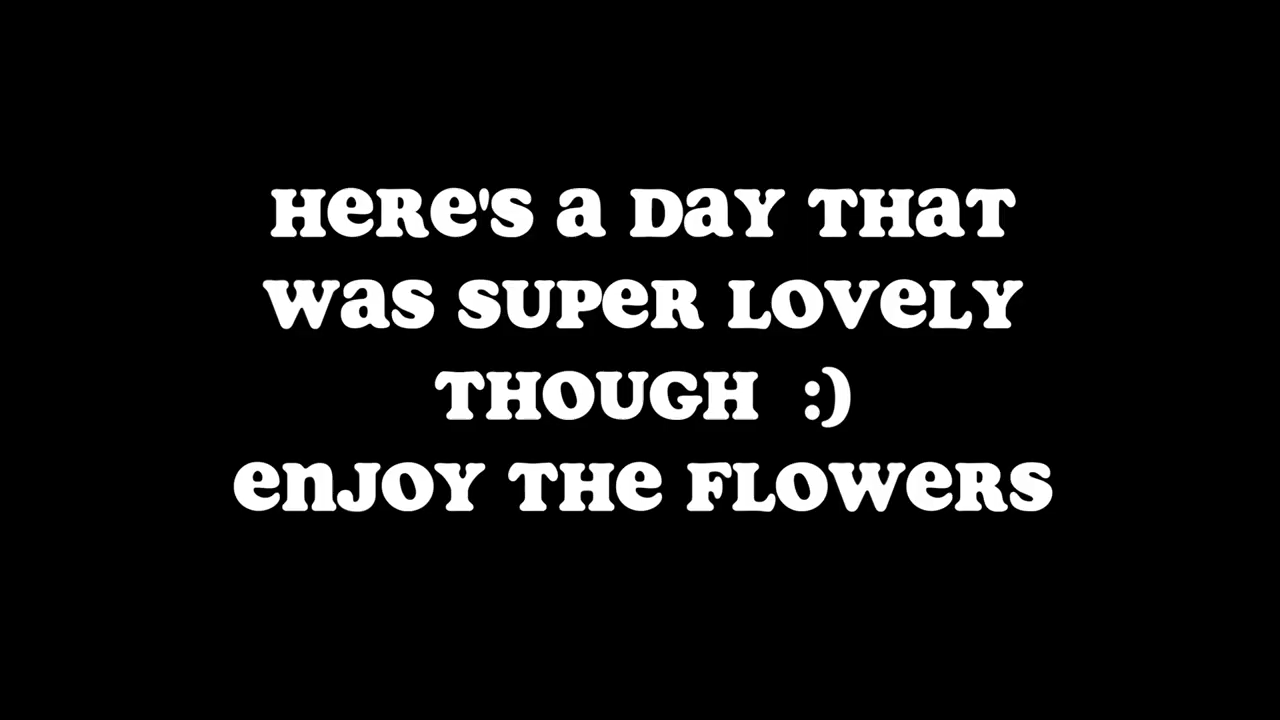 HeRe'S a DaY THaT
WaS SUPeR LOVeLY
THOUGH :)
enJOY THe FLOWeRS